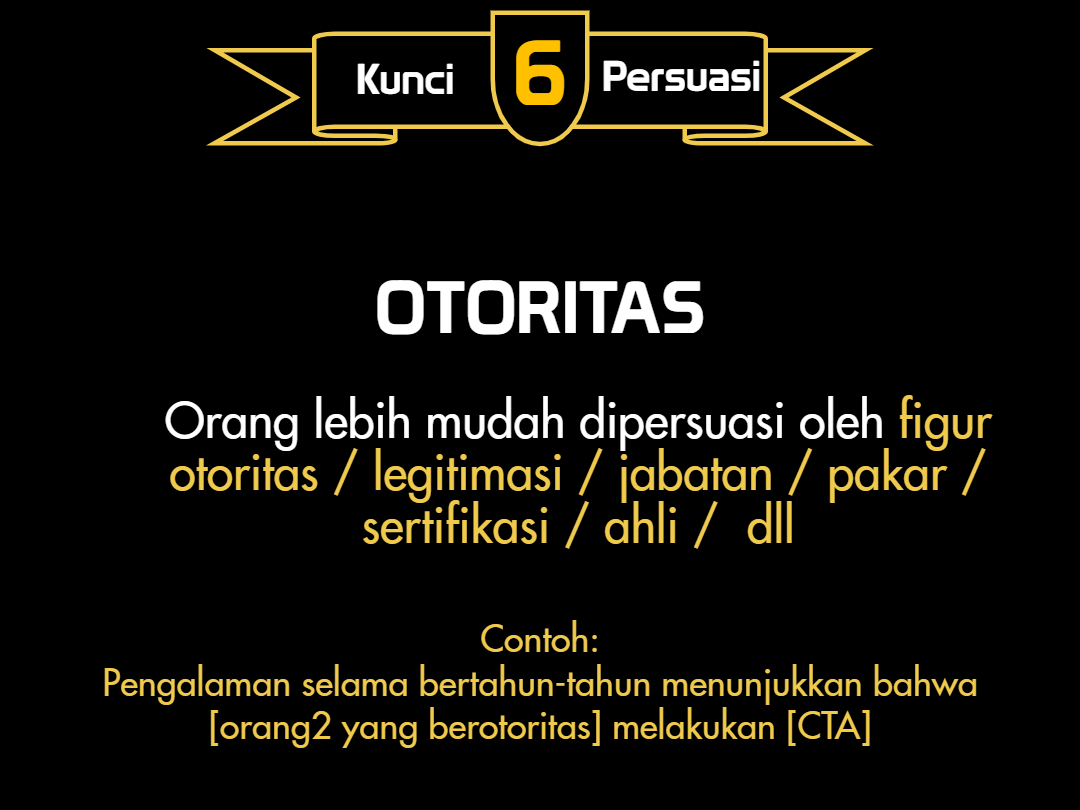 Kunci 6 Persuasi
OTORITAS
Orang lebih mudah dipersuasi oleh figur
otoritas / legitimasi / jabatan / pakar /
sertifikasi / ahli /  dll
Contoh:
Pengalaman selama bertahun-tahun menunjukkan bahwa
[orang2 yang berotoritas] melakukan [CTA]